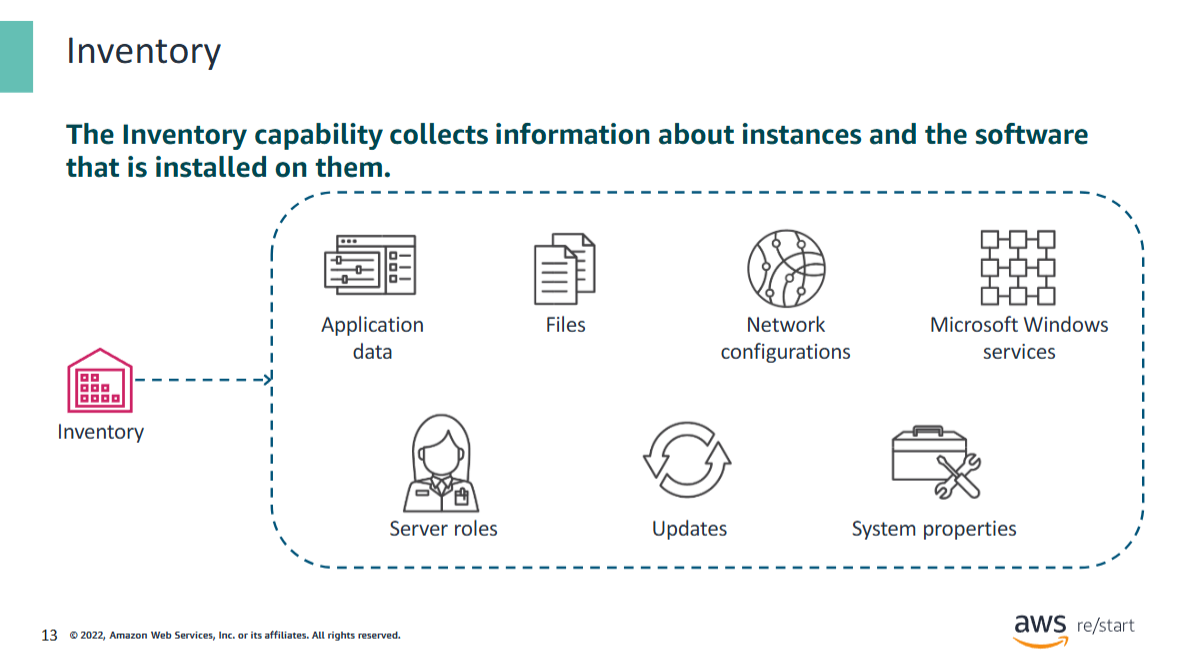 Inventory
The Inventory capability collects information about instances and the software
that is installed on them.
Application
data
Files
Network
configurations
Microsoft Windows
services
Inventory
Server roles
Updates
System properties
13 © 2022, Amazon Web Services, Inc. or its affiliates. All rights reserved.
aws re/start